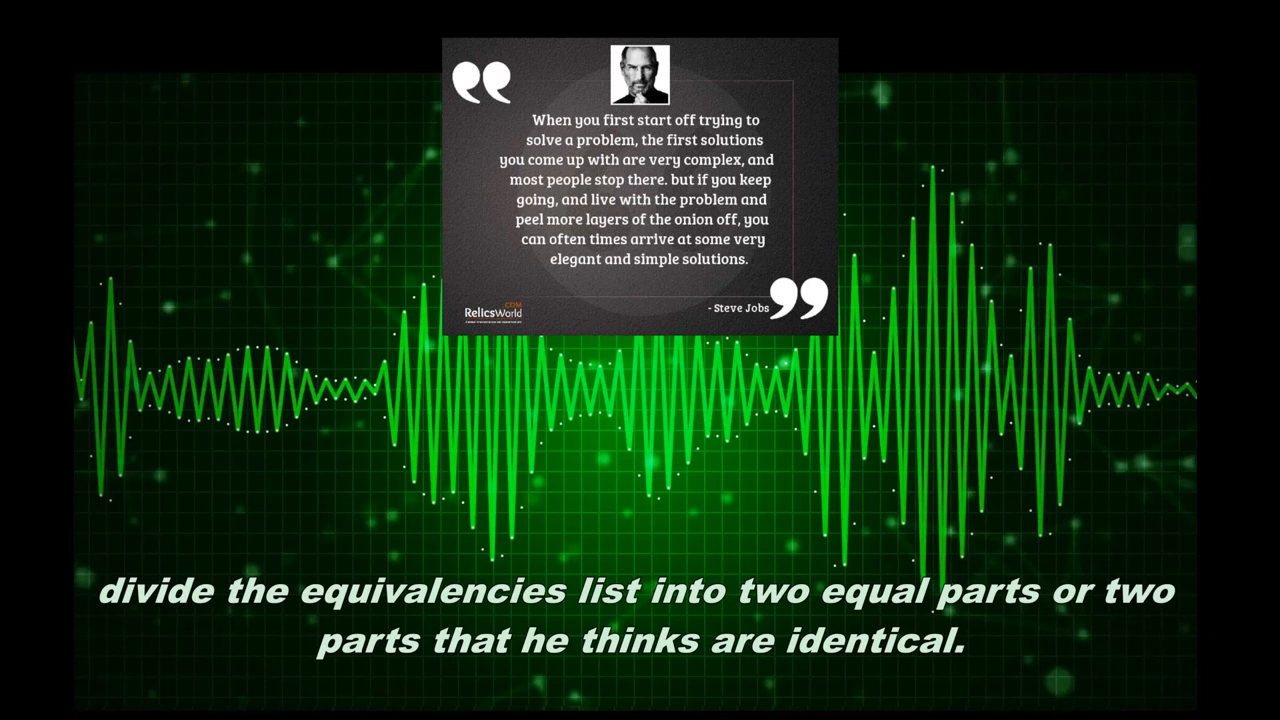 When you first start off trying to
solve a problem, the first solutions
you come up with are very complex, and
most people stop there. but if you keep
going, and live with the problem and
peel more layers of the onion off, you
can often times arrive at some very
elegant and simple solutions.
- Steve Jobs
.COM
RelicsWorld
divide the equivalencies list into two equal parts or two
parts that he thinks are identical.